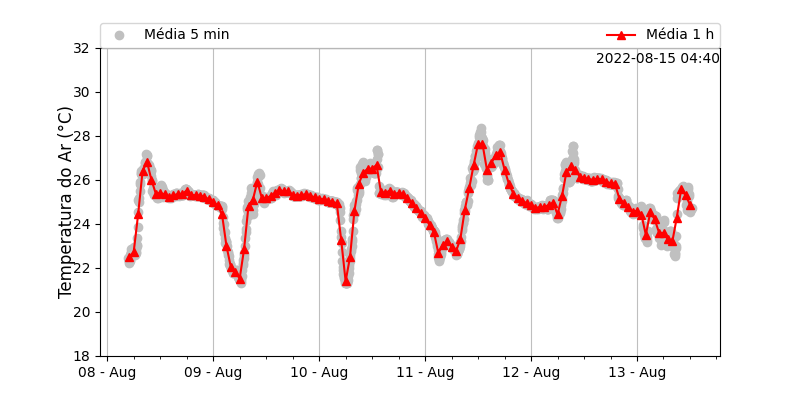 Média 5 min
Média 1 h
2022-08-15 04:40
Temperatura do Ar (°C)
32
30
28
26
24
22
20
18
08 - Aug
09 - Aug
10 - Aug
11 - Aug
12 - Aug
13 - Aug